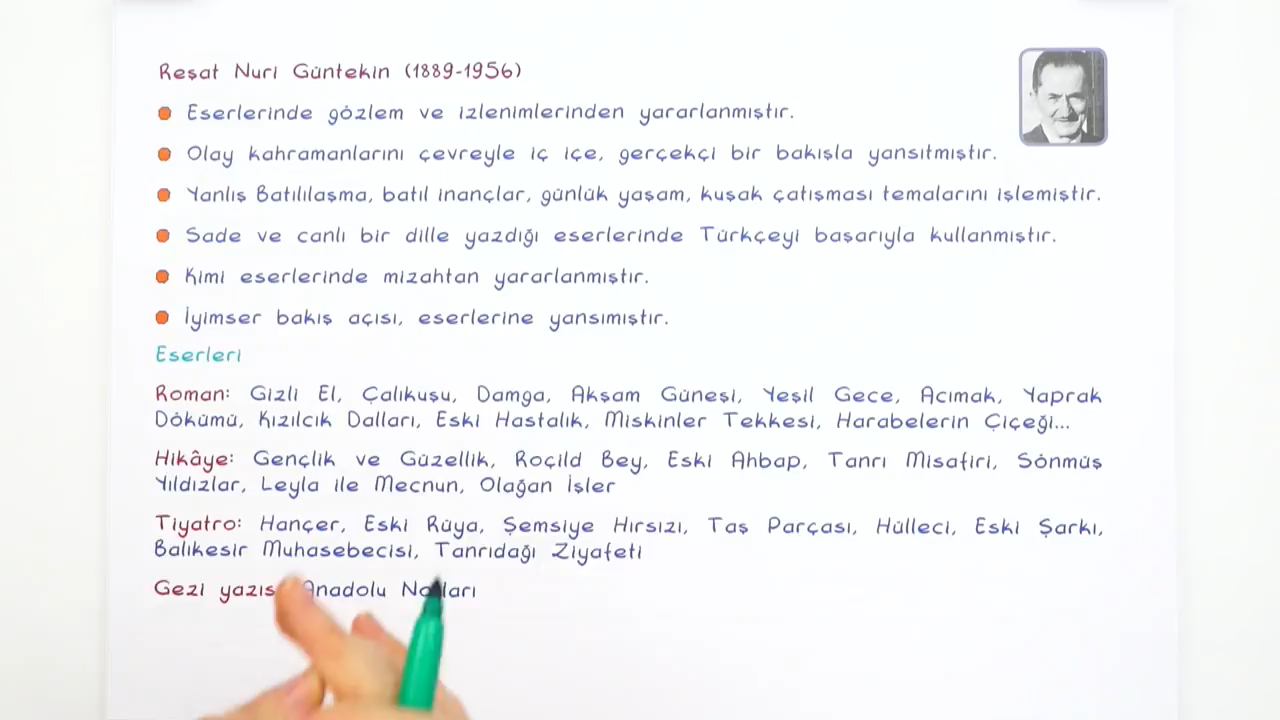 Reşat Nuri Güntekin (1889-1956)
Eserlerinde gözlem ve izlenimlerinden yararlanmıştır.
Olay kahramanlarını çevreyle iç içe, gerçekçi bir bakışla yansıtmıştır.
Yanlış Batılılaşma, batıl inançlar, günlük yaşam, kuşak çatışması temalarını işlemiştir.
Sade ve canlı bir dille yazdığı eserlerinde Türkçeyi başarıyla kullanmıştır.
Kimi eserlerinde mizahtan yararlanmıştır.
İyimser bakış açısı, eserlerine yansımıştır.
Eserleri
Roman: Gizli El, Çalıkuşu, Damga, Akşam Güneşi, Yeşil Gece, Acımak, Yaprak
Dökümü, Kızılcık Dalları, Eski Hastalık, Miskinler Tekkesi, Harabelerin Çiçeği...
Hikâye: Gençlik ve Güzellik, Roçild Bey, Eski Ahbap, Tanrı Misafiri, Sönmüş
Yıldızlar, Leyla ile Mecnun, Olağan İşler
Tiyatro: Hançer, Eski Rüya, Şemsiye Hırsızı, Taş Parçası, Hülleci, Eski Şarkı,
Balıkesir Muhasebecisi, Tanrıdağı Ziyafeti
Gezi Anadolu